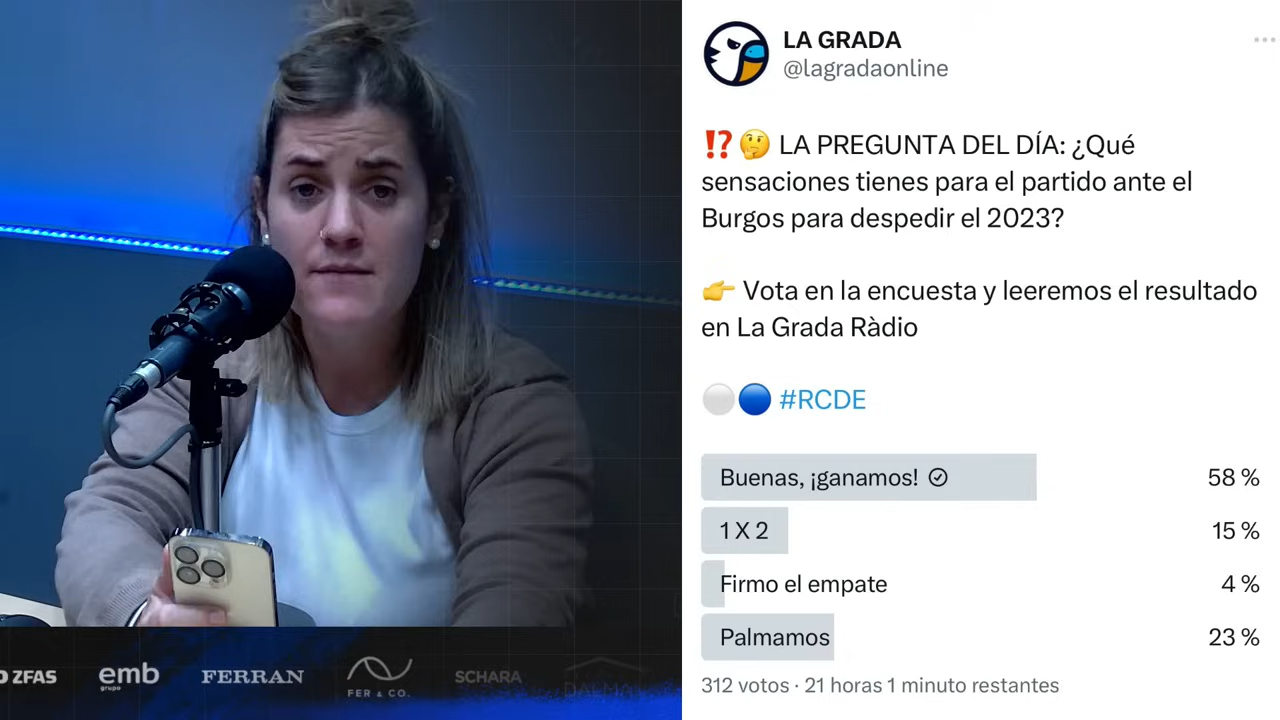 LA GRADA
@lagradaonline
⁉️🤔 LA PREGUNTA DEL DÍA: ¿Qué
sensaciones tienes para el partido ante el
Burgos para despedir el 2023?
👉 Vota en la encuesta y leeremos el resultado
en La Grada Ràdio
⚪🔵 #RCDE
Buenas, ¡ganamos! 58 %
1 X 2 15 %
Firmo el empate 4 %
Palmamos 23 %
312 votos · 21 horas 1 minuto restantes
ZFAS
emb
grupo
FERRAN
FER & CO.
SCHARA